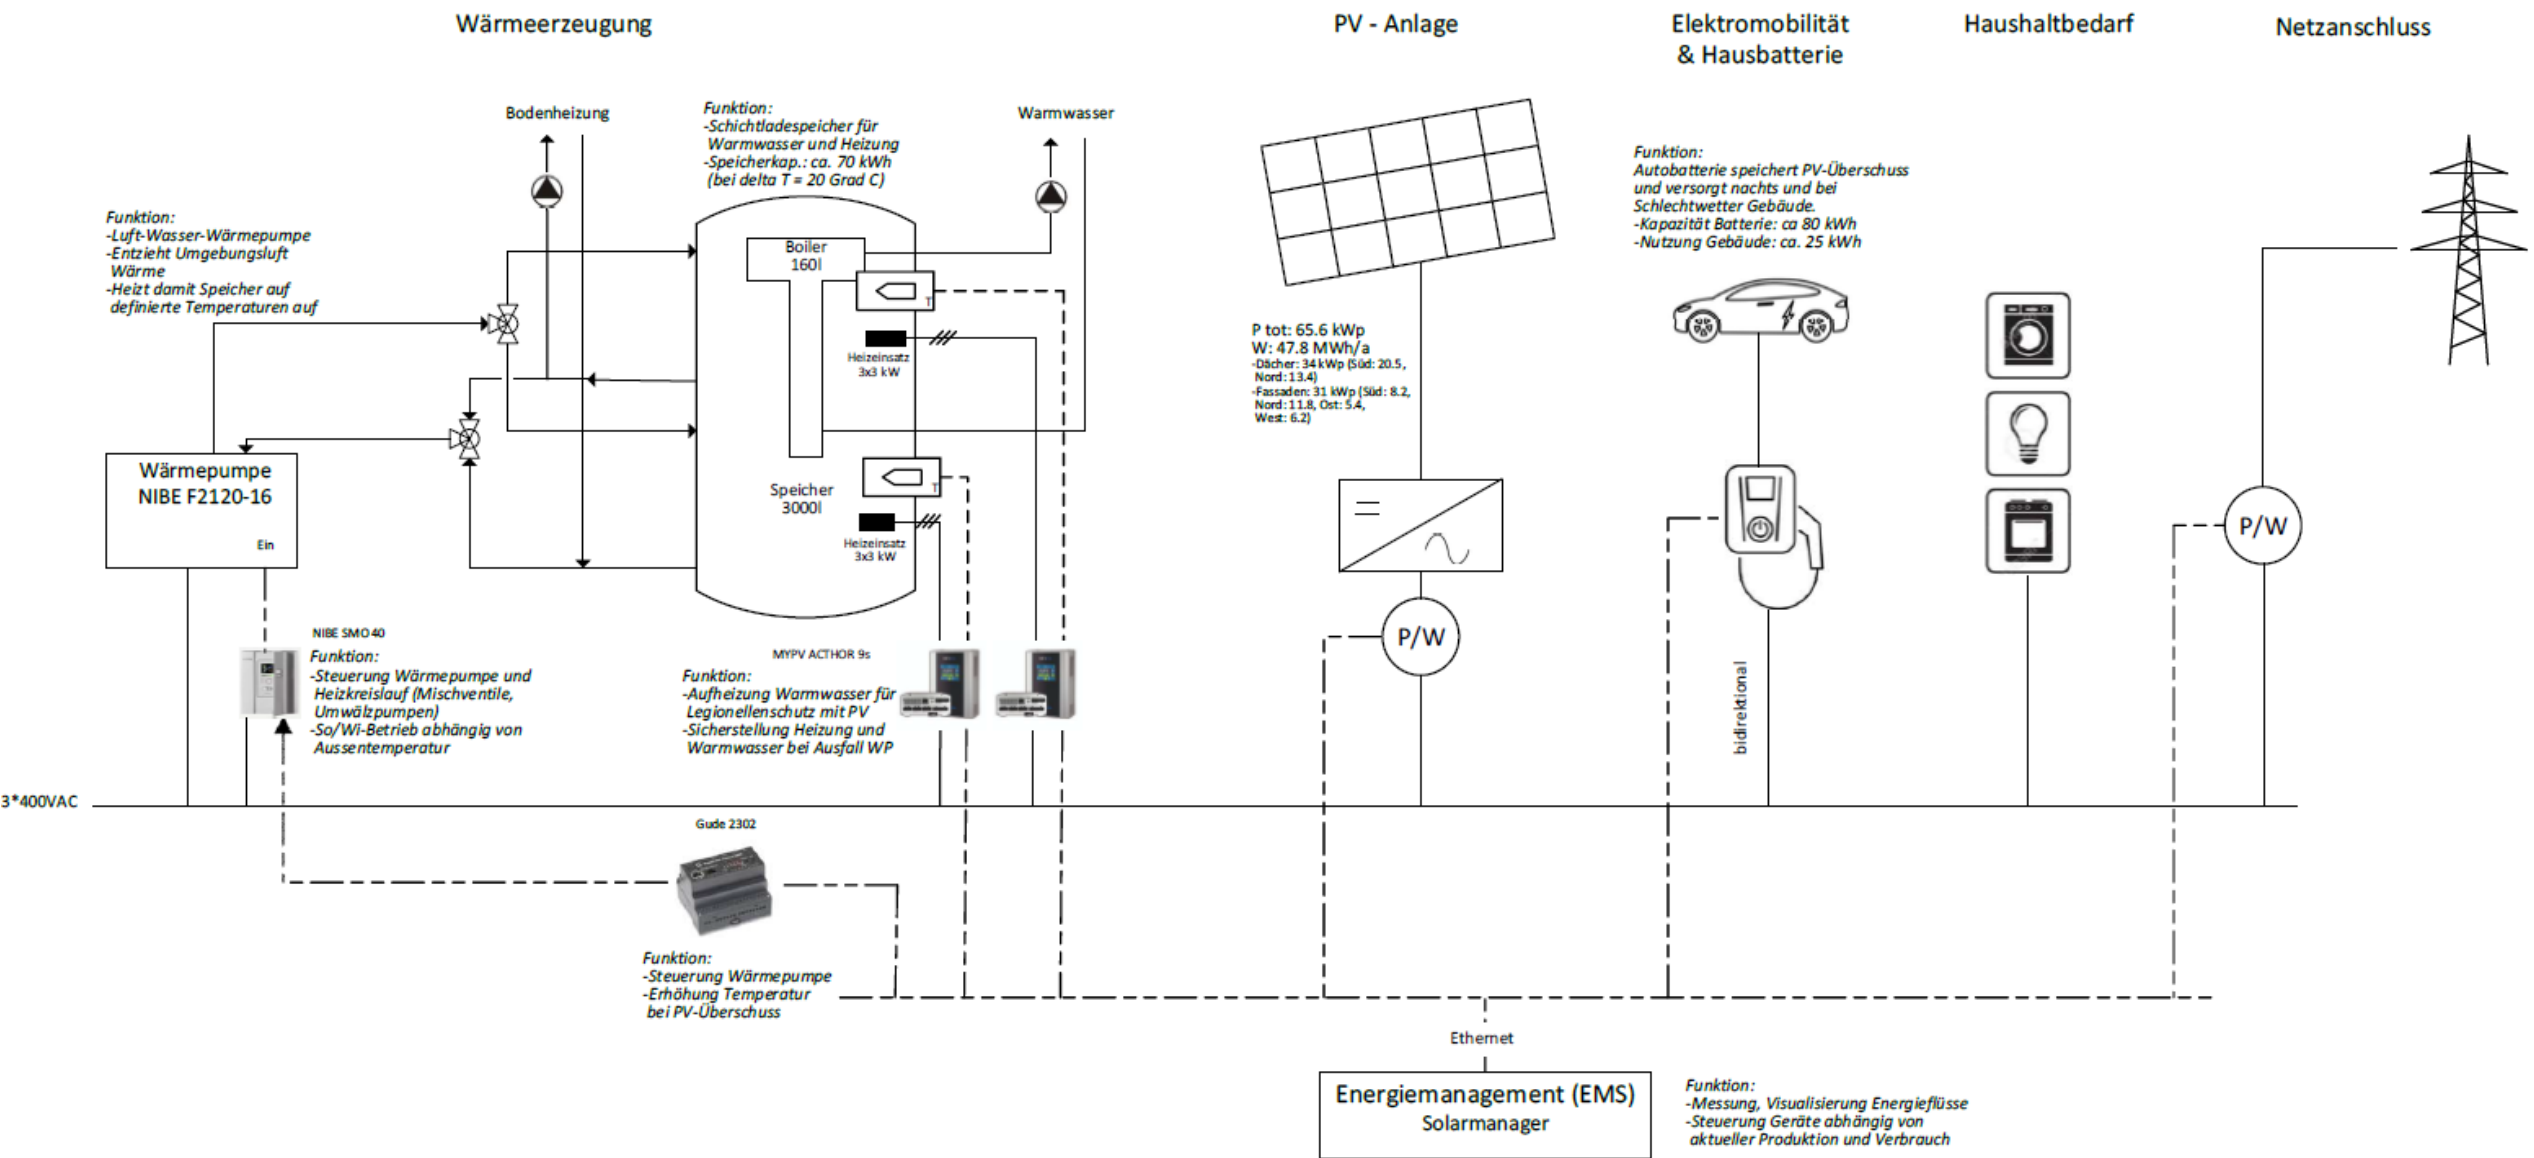 Wärmeerzeugung
PV - Anlage
Elektromobilität
& Hausbatterie
Haushaltbedarf
Netzanschluss
Bodenheizung
Funktion:
-Schichtladespeicher für
Warmwasser und Heizung
-Speicherkap.: ca. 70 kWh
(bei delta T = 20 Grad C)
Warmwasser
Funktion:
-Luft-Wasser-Wärmepumpe
-Entzieht Umgebungsluft
Wärme
-Heizt damit Speicher auf
definierte Temperaturen auf
Funktion:
Autobatterie speichert PV-Überschuss
und versorgt nachts und bei
Schlechtwetter Gebäude.
-Kapazität Batterie: ca 80 kWh
-Nutzung Gebäude: ca. 25 kWh
Boiler
160l
T
Heizeinsatz
3x3 kW
P tot: 65.6 kWp
W: 47.8 MWh/a
-Dächer: 34 kWp (Süd: 20.5,
Nord: 13.4)
-Fassaden: 31 kWp (Süd: 8.2,
Nord: 11.8, Ost: 5.4,
West: 6.2)
Wärmepumpe
NIBE F2120-16
Ein
Speicher
3000l
T
Heizeinsatz
3x3 kW
P/W
P/W
NIBE SMO40
Funktion:
-Steuerung Wärmepumpe und
Heizkreislauf (Mischventile,
Umwälzpumpen)
-So/Wi-Betrieb abhängig von
Aussentemperatur
MYPV ACTHOR 9s
Funktion:
-Aufheizung Warmwasser für
Legionellenschutz mit PV
-Sicherstellung Heizung und
Warmwasser bei Ausfall WP
bidirektional
3*400VAC
Gude 2302
Funktion:
-Steuerung Wärmepumpe
-Erhöhung Temperatur
bei PV-Überschuss
Ethernet
Energiemanagement (EMS)
Solarmanager
Funktion:
-Messung, Visualisierung Energieflüsse
-Steuerung Geräte abhängig von
aktueller Produktion und Verbrauch